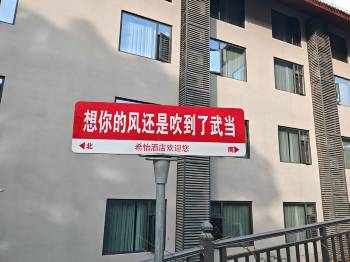 想你的风还是吹到了武当
◀北 希怡酒店欢迎您 南▶